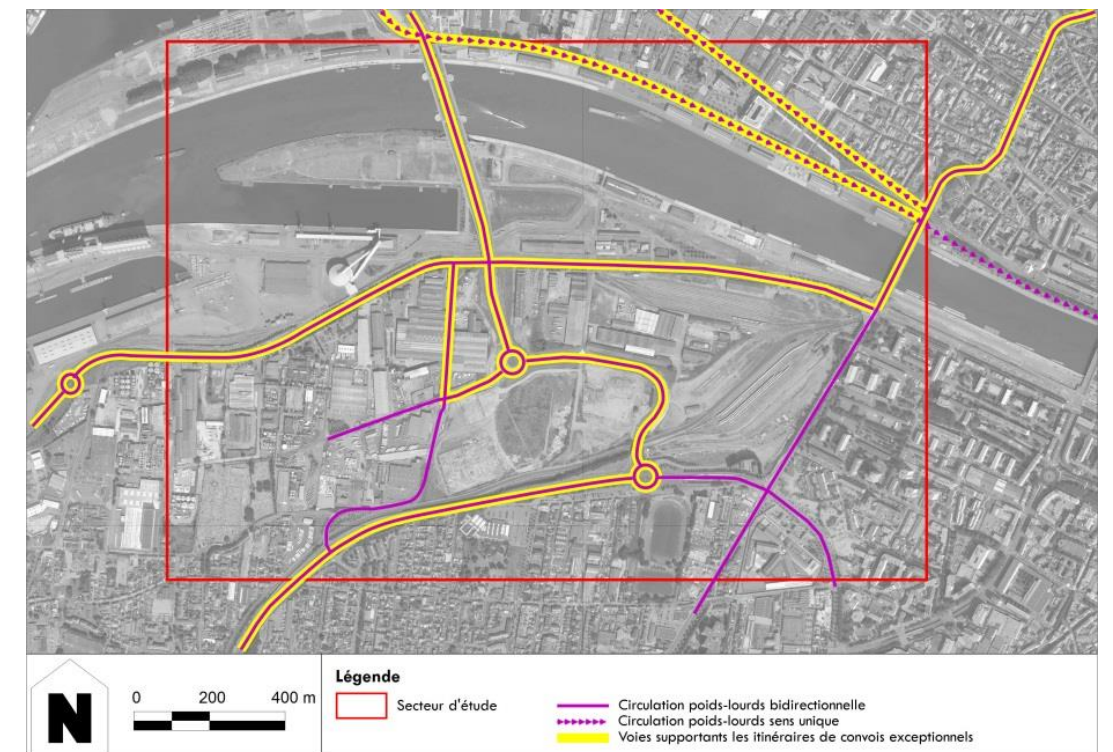 N
0 200 400 m
Légende
Secteur d'étude
Circulation poids-lourds bidirectionnelle
Circulation poids-lourds sens unique
Voies supportants les itinéraires de convois exceptionnels